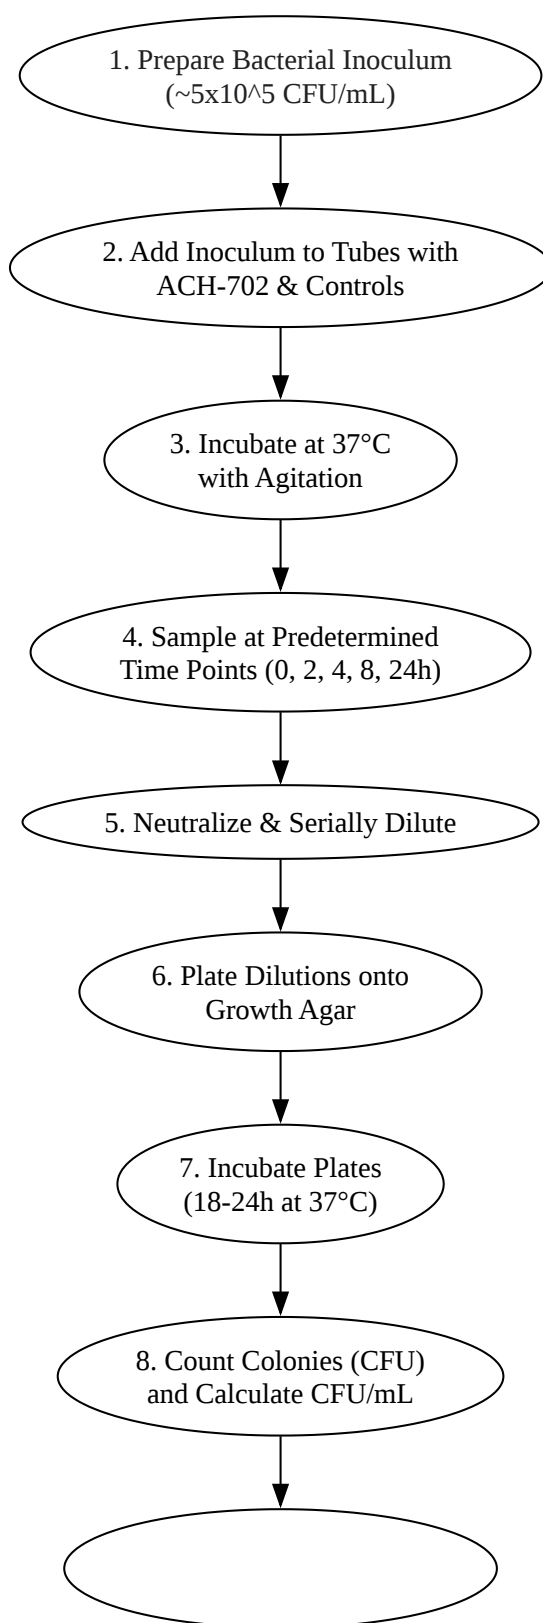 1. Prepare Bacterial Inoculum
(~5x10^5 CFU/mL)
2. Add Inoculum to Tubes with
ACH-702 & Controls
3. Incubate at 37°C
with Agitation
4. Sample at Predetermined
Time Points (0, 2, 4, 8, 24h)
5. Neutralize & Serially Dilute
6. Plate Dilutions onto
Growth Agar
7. Incubate Plates
(18-24h at 37°C)
8. Count Colonies (CFU)
and Calculate CFU/mL